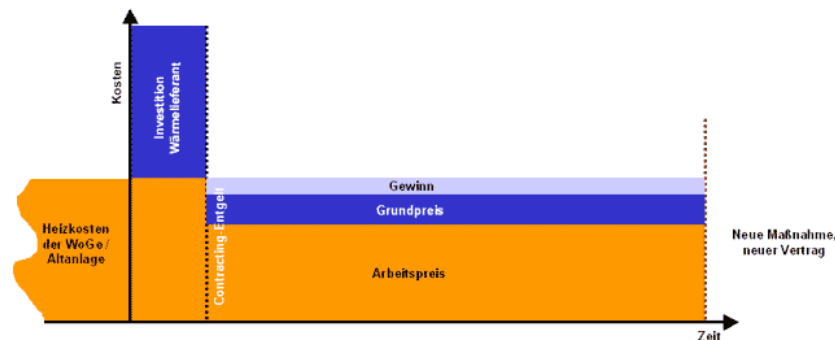 Kosten
Investition
Wärmelieferant
Heizkosten
der WoGe /
Altanlage
Contracting-Entgelt
Gewinn
Grundpreis
Arbeitspreis
Neue Maßnahme,
neuer Vertrag
Zeit